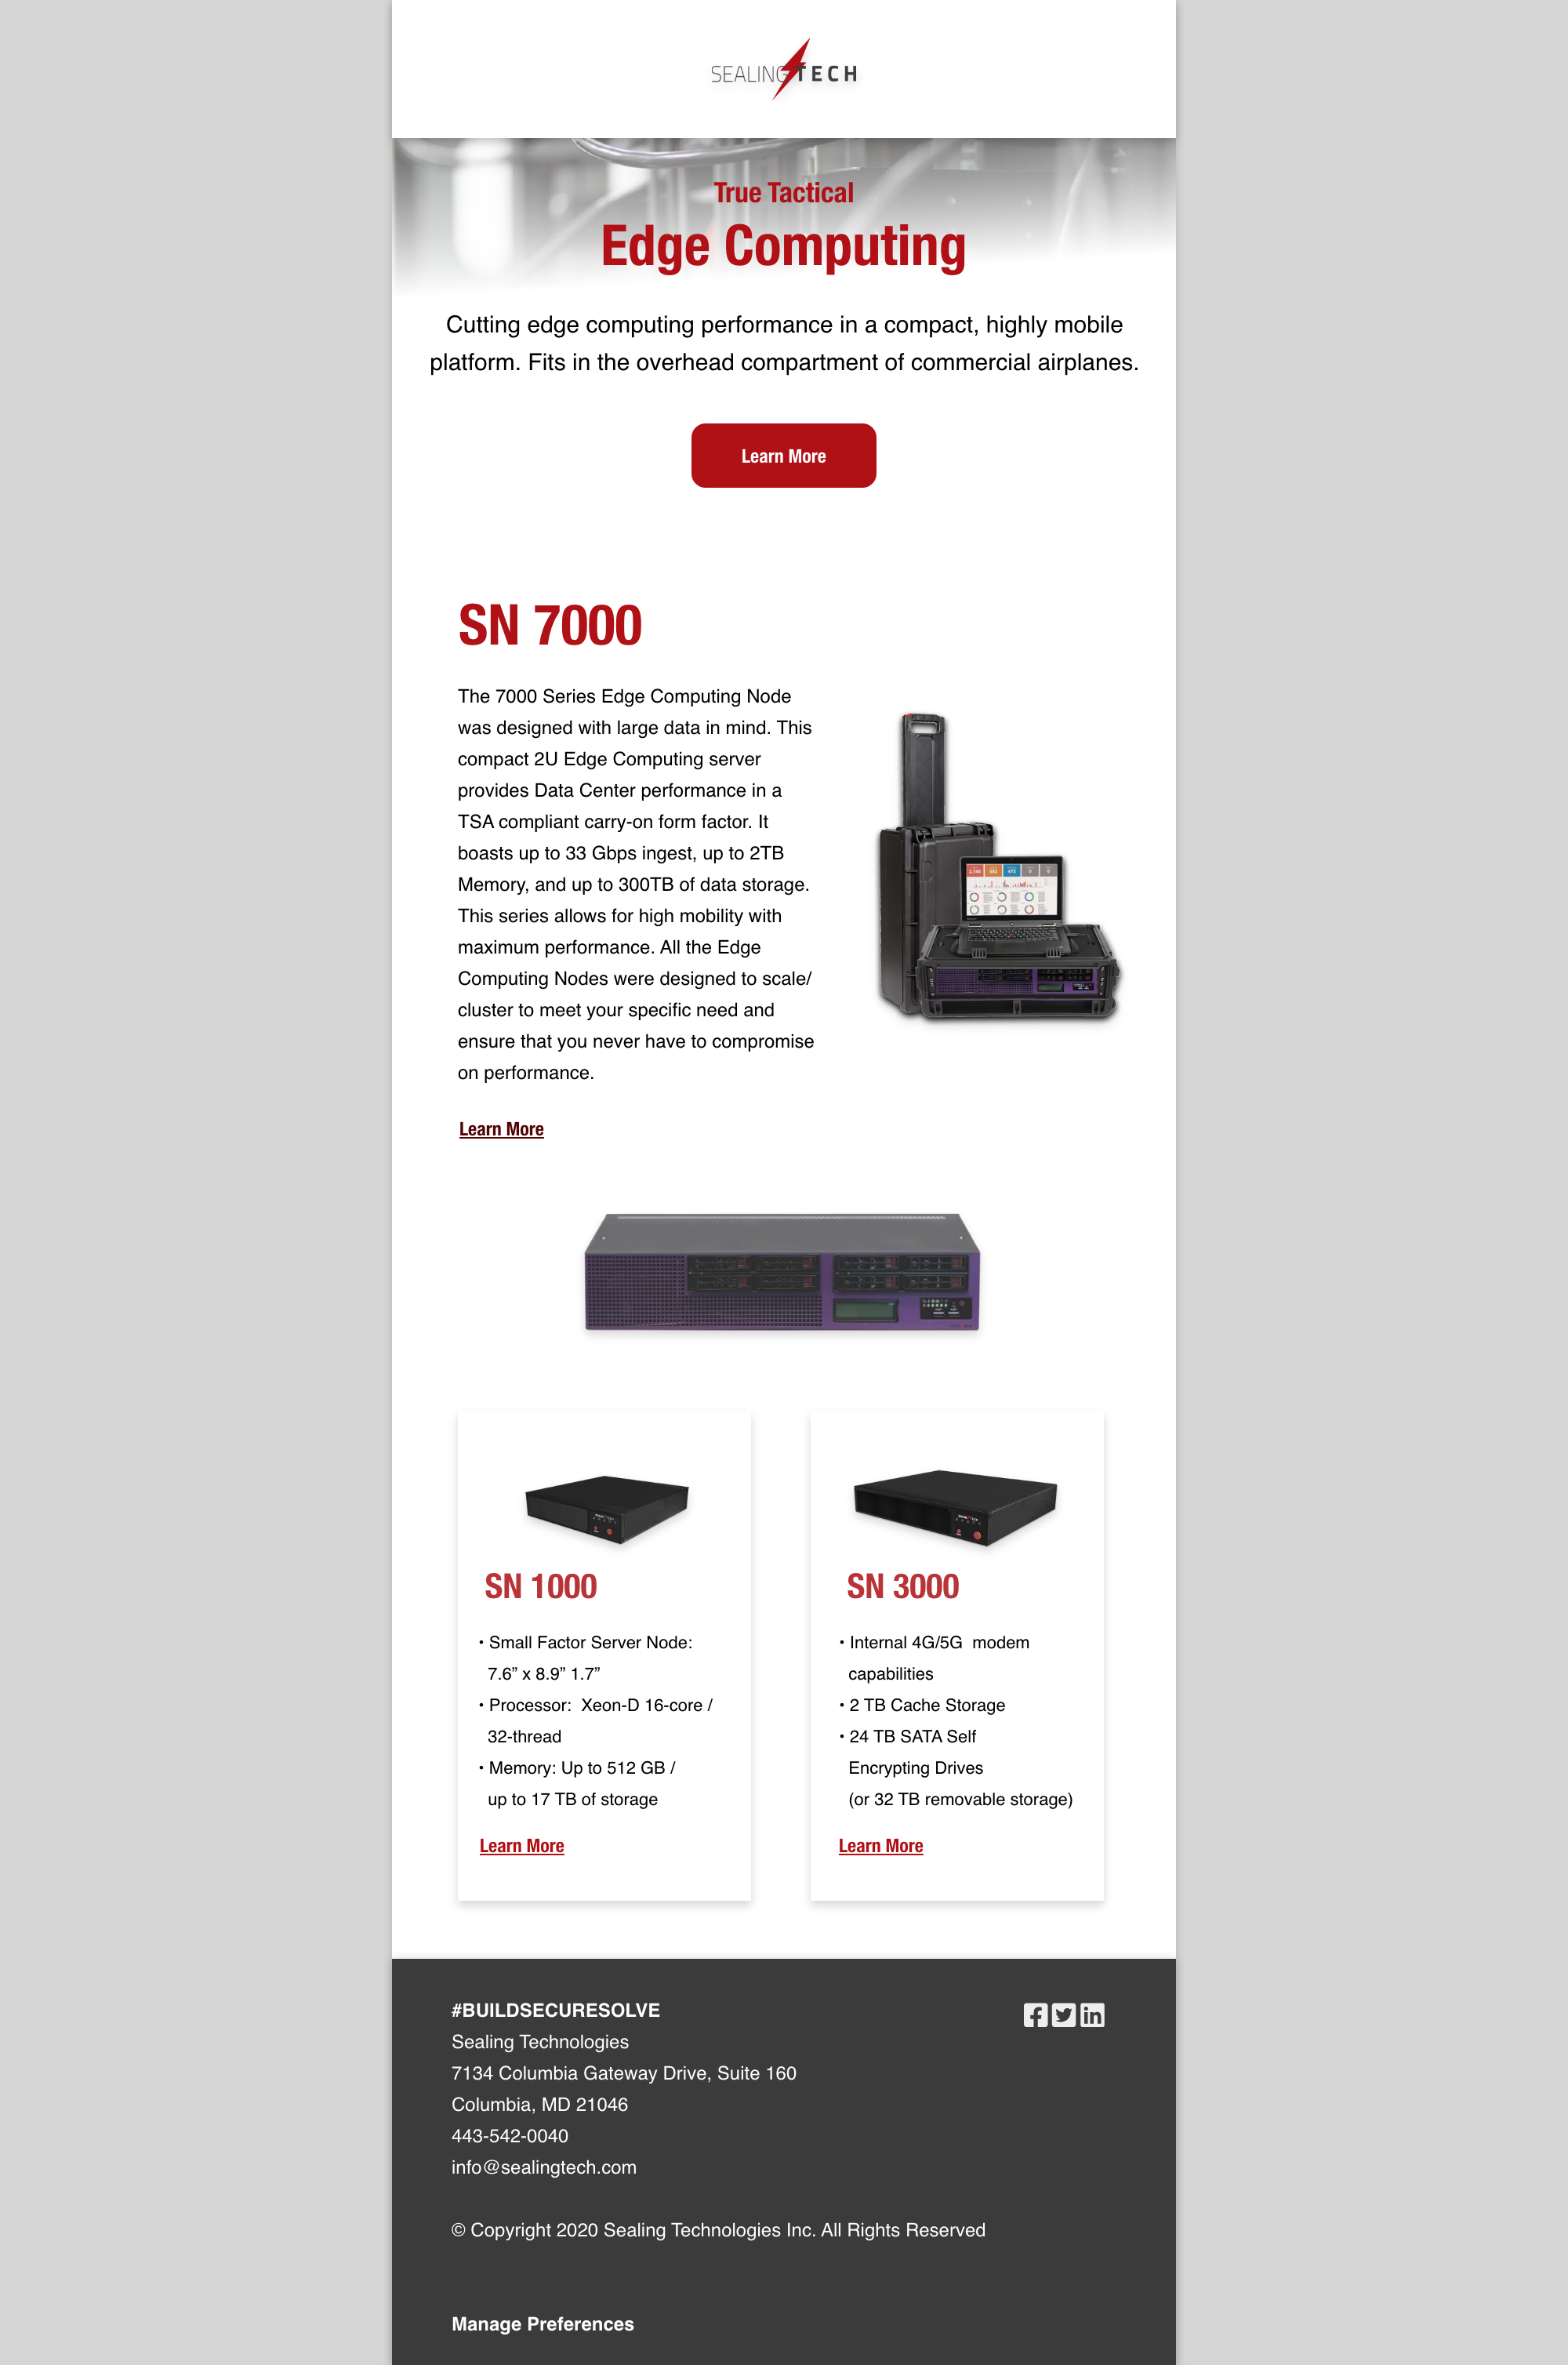 SEALING TECH
True Tactical
Edge Computing
Cutting edge computing performance in a compact, highly mobile
platform. Fits in the overhead compartment of commercial airplanes.
Learn More
SN 7000
The 7000 Series Edge Computing Node
was designed with large data in mind. This
compact 2U Edge Computing server
provides Data Center performance in a
TSA compliant carry-on form factor. It
boasts up to 33 Gbps ingest, up to 2TB
Memory, and up to 300TB of data storage.
This series allows for high mobility with
maximum performance. All the Edge
Computing Nodes were designed to scale/
cluster to meet your specific need and
ensure that you never have to compromise
on performance.
Learn More
SN 1000
• Small Factor Server Node:
7.6” x 8.9” 1.7”
• Processor:  Xeon-D 16-core /
32-thread
• Memory: Up to 512 GB /
up to 17 TB of storage
Learn More
SN 3000
• Internal 4G/5G  modem
capabilities
• 2 TB Cache Storage
• 24 TB SATA Self
Encrypting Drives
(or 32 TB removable storage)
Learn More
#BUILDSECURESOLVE
Sealing Technologies
7134 Columbia Gateway Drive, Suite 160
Columbia, MD 21046
443-542-0040
info@sealingtech.com
© Copyright 2020 Sealing Technologies Inc. All Rights Reserved
Manage Preferences